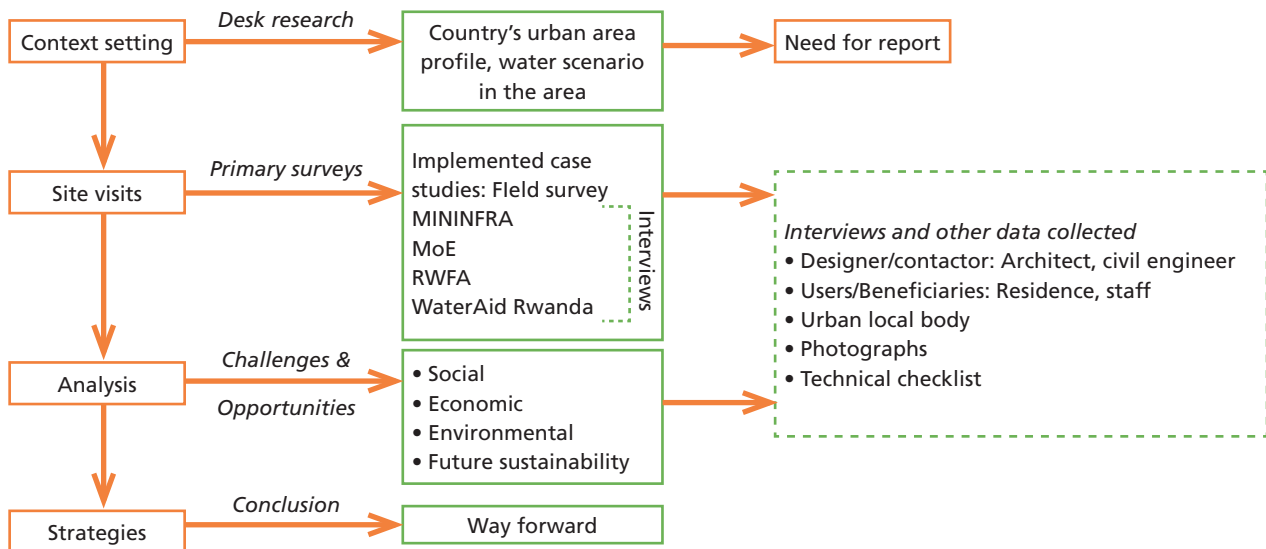 Context setting
Desk research
Country's urban area
profile, water scenario
in the area
Need for report
Site visits
Primary surveys
Implemented case
studies: FIeld survey
MININFRA
MoE
RWFA
WaterAid Rwanda
Interviews
Interviews and other data collected
• Designer/contactor: Architect, civil engineer
• Users/Beneficiaries: Residence, staff
• Urban local body
• Photographs
• Technical checklist
Analysis
Challenges &
Opportunities
• Social
• Economic
• Environmental
• Future sustainability
Strategies
Conclusion
Way forward